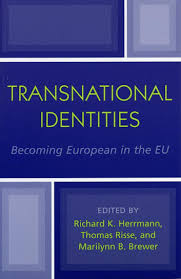 TRANSNATIONAL
IDENTITIES
Becoming European in the EU
EDITED BY
Richard K. Herrmann,
Thomas Risse, and
Marilynn B. Brewer